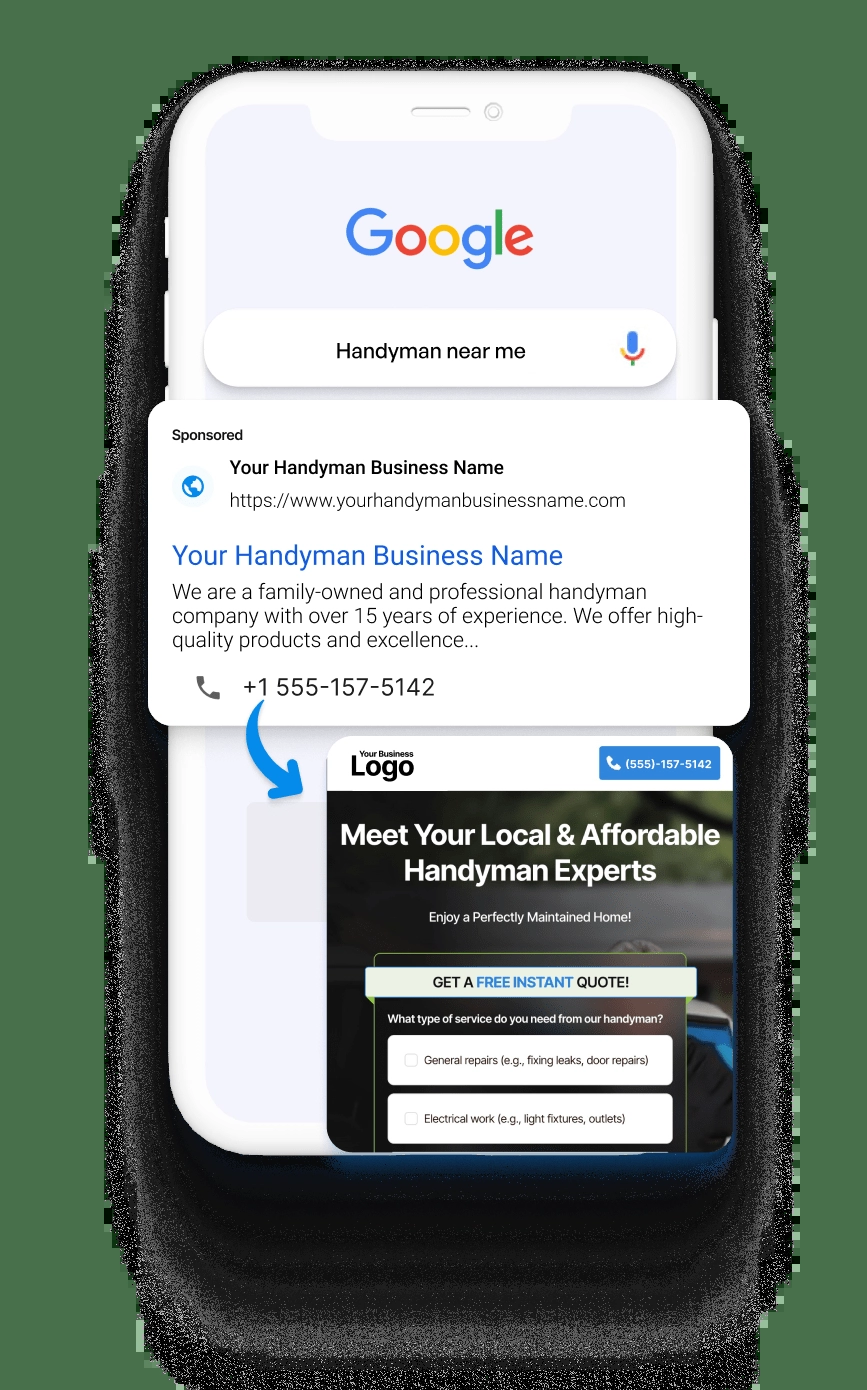 Google
Handyman near me
Sponsored
Your Handyman Business Name
https://www.yourhandymanbusinessname.com
Your Handyman Business Name
We are a family-owned and professional handyman
company with over 15 years of experience. We offer high-
quality products and excellence...
+1 555-157-5142
Your Business
Logo
(555)-157-5142
Meet Your Local & Affordable
Handyman Experts
Enjoy a Perfectly Maintained Home!
GET A FREE INSTANT QUOTE!
What type of service do you need from our handyman?
General repairs (e.g., fixing leaks, door repairs)
Electrical work (e.g., light fixtures, outlets)